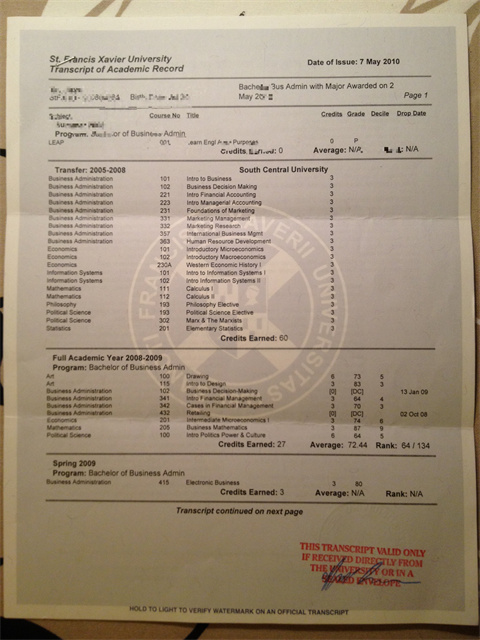 St. Francis Xavier University
Transcript of Academic Record
Date of Issue: 7 May 2010
Bachelor Bus Admin with Major Awarded on 2
May
Page 1
Course No Title Credits Grade Decile Drop Date
Program: Bachelor of Business Admin
LEAP 001 Learn Engl Purposes 0 P
Credits Earned: 0 Average: N/A, N/A
Transfer: 2005-2008 South Central University
Business Administration 101 Intro to Business 3
Business Administration 102 Business Decision Making 3
Business Administration 221 Intro Financial Accounting 3
Business Administration 223 Intro Managerial Accounting 3
Business Administration 231 Foundations of Marketing 3
Business Administration 331 Marketing Management 3
Business Administration 332 Marketing Research 3
Business Administration 357 International Business Mgmt 3
Business Administration 363 Human Resource Development 3
Economics 101 Introductory Microeconomics 3
Economics 102 Introductory Macroeconomics 3
Economics 230A Western Economic History I 3
Information Systems 101 Intro to Information Systems I 3
Information Systems 102 Intro Information Systems II 3
Mathematics 111 Calculus I 3
Mathematics 112 Calculus II 3
Philosophy 193 Philosophy Elective 3
Political Science 193 Political Science Elective 3
Political Science 302 Marx & The Marxists 3
Statistics 201 Elementary Statistics 3
Credits Earned: 60
Full Academic Year 2008-2009
Program: Bachelor of Business Admin
Art 100 Drawing 6 73 5
Art 115 Intro to Design 3 83 3
Business Administration 102 Business Decision-Making [0] [DC] 13 Jan 09
Business Administration 341 Intro Financial Management 3 64 4
Business Administration 342 Cases in Financial Management 3 70 3
Business Administration 432 Retailing [0] [DC] 02 Oct 08
Economics 201 Intermediate Microeconomics I 3 74 6
Mathematics 205 Business Mathematics 3 87 9
Political Science 100 Intro Politics Power & Culture 6 64 5
Credits Earned: 27 Average: 72.44 Rank: 64 / 134
Spring 2009
Program: Bachelor of Business Admin
Business Administration 415 Electronic Business 3 80
Credits Earned: 3 Average: N/A Rank: N/A
Transcript continued on next page
THIS TRANSCRIPT VALID ONLY
IF RECEIVED DIRECTLY FROM
THE UNIVERSITY OR IN A
SEALED ENVELOPE
HOLD TO LIGHT TO VERIFY WATERMARK ON AN OFFICIAL TRANSCRIPT